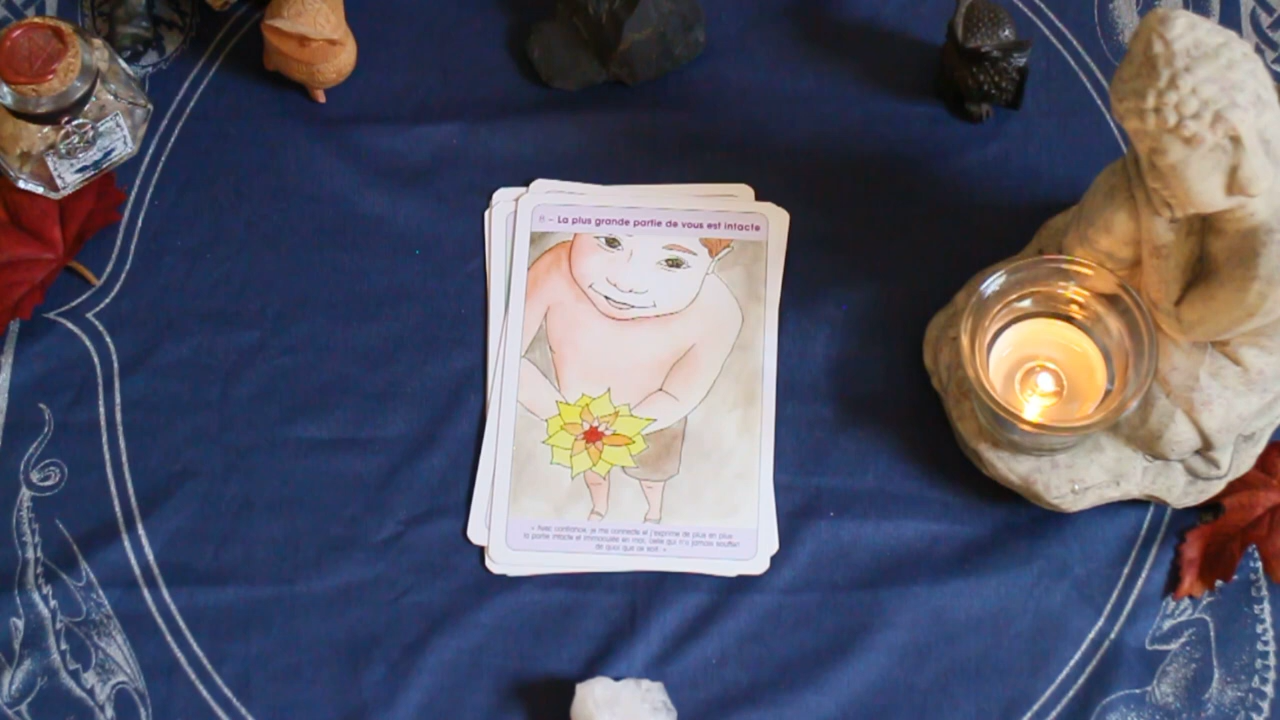 8 – La plus grande partie de vous est intacte
« Avec confiance, je me connecte et j'exprime de plus en plus
la partie intacte et immaculée en moi, celle qui n'a jamais souffert
de quoi que ce soit. »